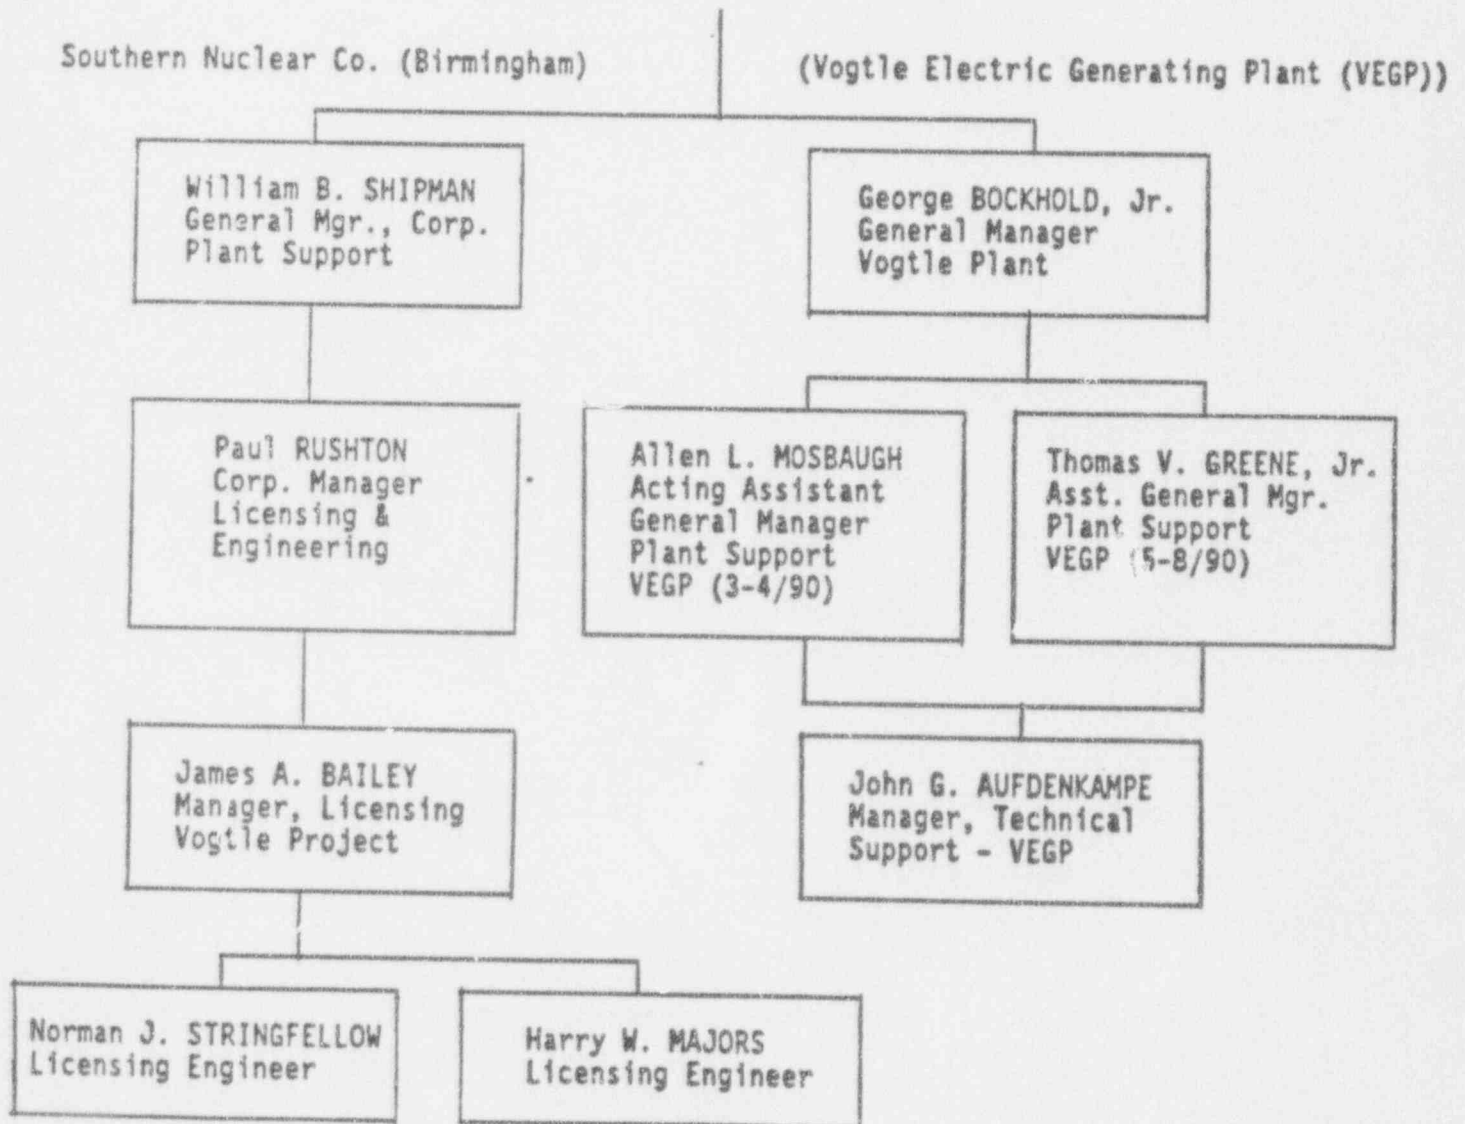 Southern Nuclear Co. (Birmingham)
(Vogtle Electric Generating Plant (VEGP))
William B. SHIPMAN
General Mgr., Corp.
Plant Support
George BOCKHOLD, Jr.
General Manager
Vogtle Plant
Paul RUSHTON
Corp. Manager
Licensing &
Engineering
Allen L. MOSBAUGH
Acting Assistant
General Manager
Plant Support
VEGP (3-4/90)
Thomas V. GREENE, Jr.
Asst. General Mgr.
Plant Support
VEGP (5-8/90)
James A. BAILEY
Manager, Licensing
Vogtle Project
John G. AUFDENKAMPE
Manager, Technical
Support - VEGP
Norman J. STRINGFELLOW
Licensing Engineer
Harry W. MAJORS
Licensing Engineer